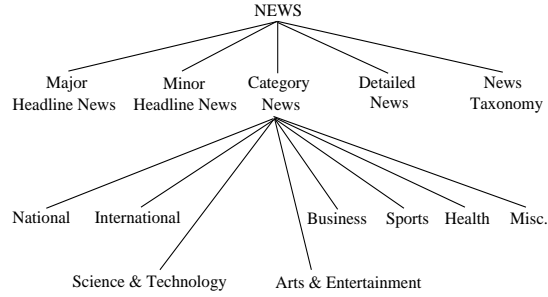 NEWS
Major Minor Category Detailed News
Headline News Headline News News News Taxonomy
National International Business Sports Health Misc.
Science & Technology Arts & Entertainment